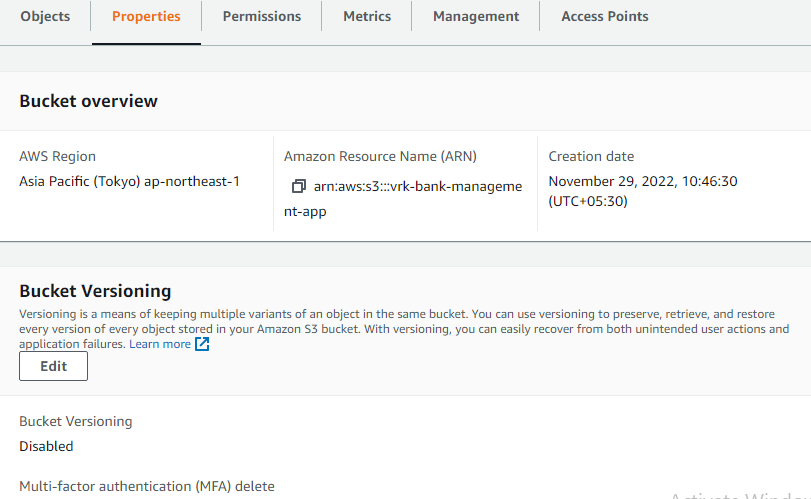 Objects
Properties
Permissions
Metrics
Management
Access Points
Bucket overview
AWS Region
Asia Pacific (Tokyo) ap-northeast-1
Amazon Resource Name (ARN)
arn:aws:s3:::vrk-bank-manageme
nt-app
Creation date
November 29, 2022, 10:46:30
(UTC+05:30)
Bucket Versioning
Versioning is a means of keeping multiple variants of an object in the same bucket. You can use versioning to preserve, retrieve, and restore
every version of every object stored in your Amazon S3 bucket. With versioning, you can easily recover from both unintended user actions and
application failures. Learn more
Edit
Bucket Versioning
Disabled
Multi-factor authentication (MFA) delete